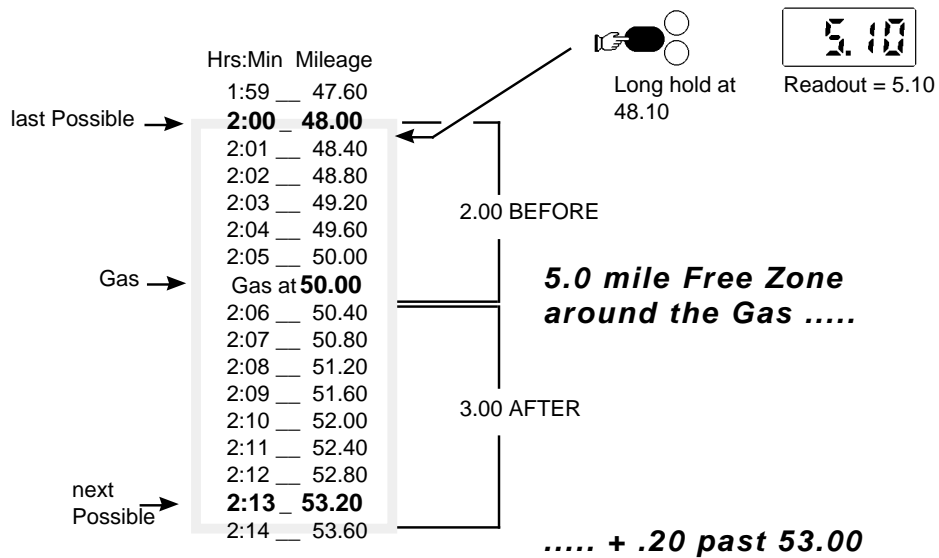 5.10
Long hold at
48.10
Readout = 5.10
Hrs:Min Mileage
1:59 __ 47.60
last Possible
2:00 _ 48.00
2:01 __ 48.40
2:02 __ 48.80
2:03 __ 49.20
2:04 __ 49.60
2:05 __ 50.00
2.00 BEFORE
Gas
Gas at 50.00
5.0 mile Free Zone
around the Gas .....
2:06 __ 50.40
2:07 __ 50.80
2:08 __ 51.20
2:09 __ 51.60
2:10 __ 52.00
2:11 __ 52.40
2:12 __ 52.80
3.00 AFTER
next
Possible
2:13 _ 53.20
2:14 __ 53.60
..... + .20 past 53.00